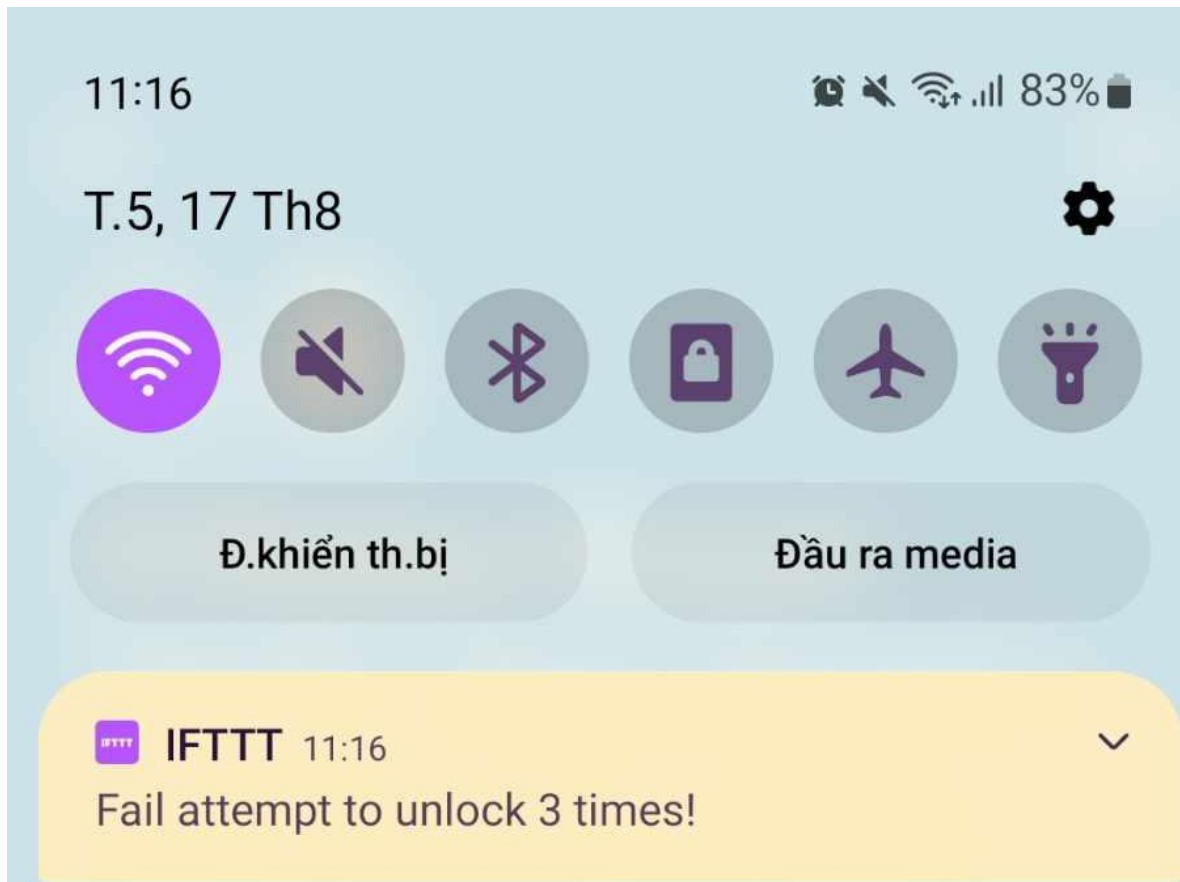 11:16 83%
T.5, 17 Th8
Đ.khiển th.bị Đầu ra media
IFTTT IFTTT 11:16
Fail attempt to unlock 3 times!